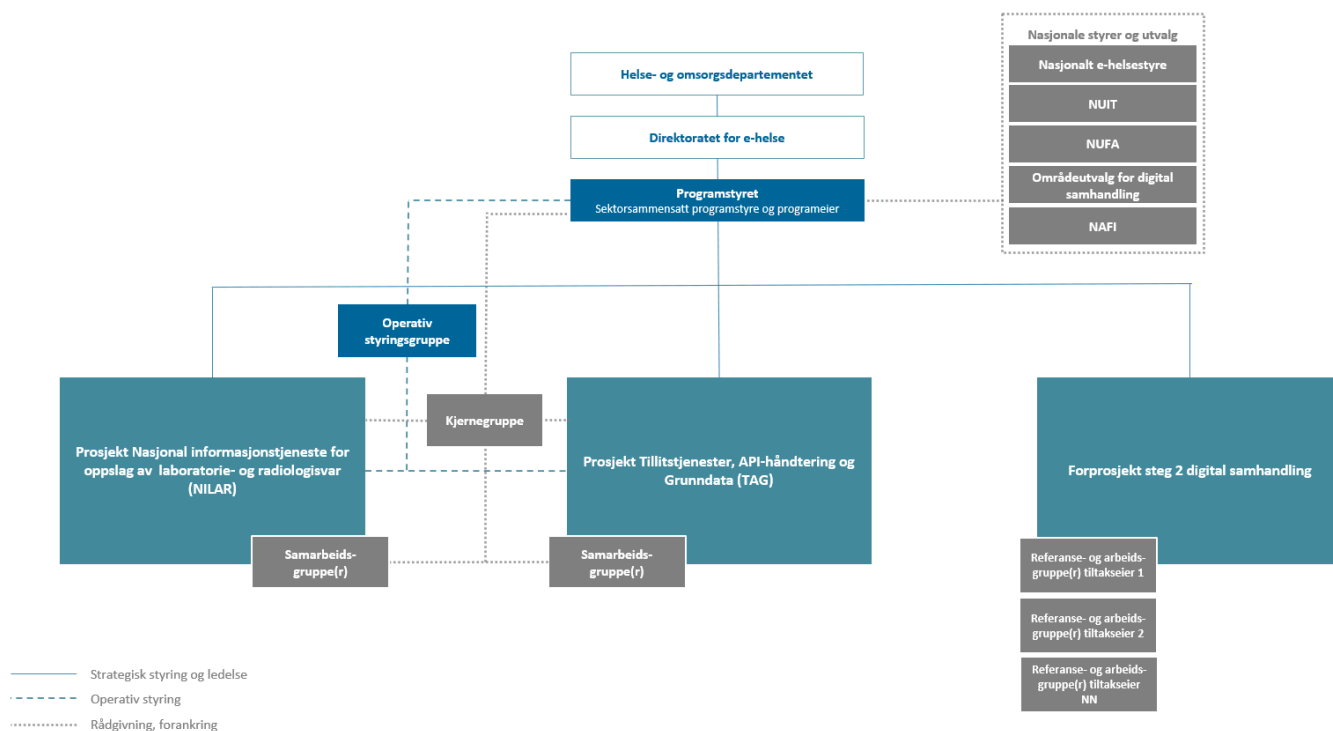 Nasjonale styrer og utvalg
Nasjonalt e-helsestyre
NUIT
NUFA
Områdeutvalg for digital
samhandling
NAFI
Helse- og omsorgsdepartementet
Direktoratet for e-helse
Programstyret
Sektorsammensatt programstyre og programeier
Operativ
styringsgruppe
Kjernegruppe
Prosjekt Nasjonal informasjonstjeneste for
oppslag av laboratorie- og radiologisvar
(NILAR)
Samarbeids-
gruppe(r)
Prosjekt Tillitstjenester, API-håndtering og
Grunndata (TAG)
Samarbeids-
gruppe(r)
Forprosjekt steg 2 digital samhandling
Referanse- og arbeids-
gruppe(r) tiltakseier 1
Referanse- og arbeids-
gruppe(r) tiltakseier 2
Referanse- og arbeids-
gruppe(r) tiltakseier
NN
Strategisk styring og ledelse
Operativ styring
Rådgivning, forankring